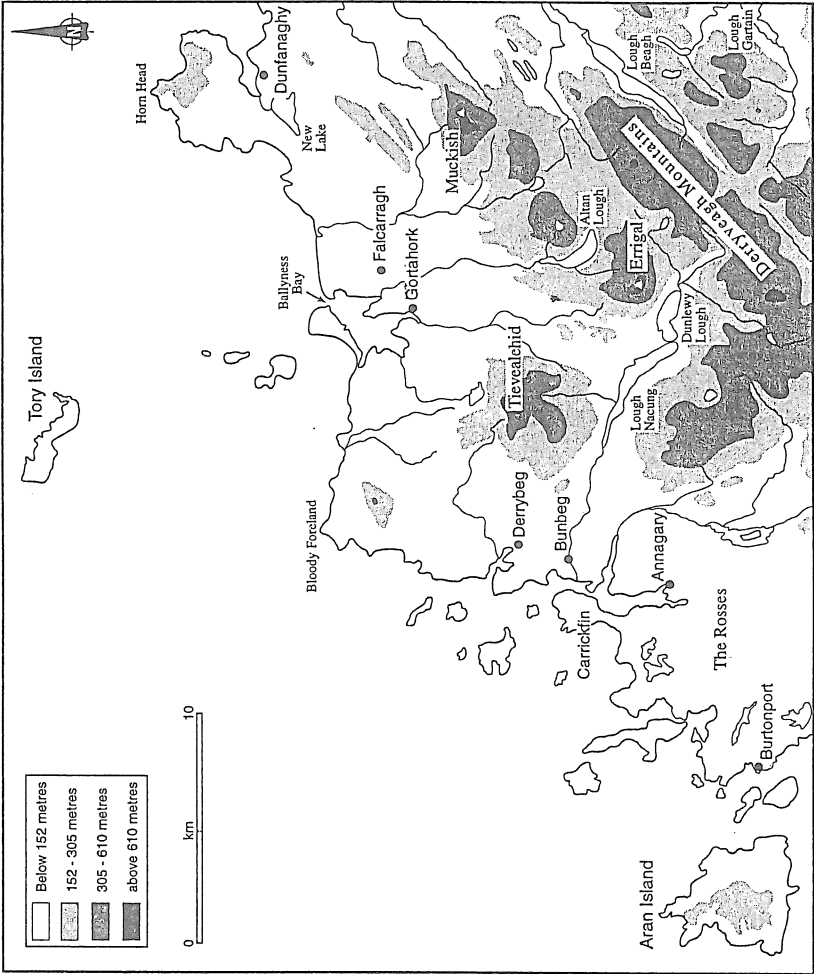 N
Tory Island
Horn Head
Dunfanaghy
New
Lake
Ballyness
Bay
Falcarragh
Gortahork
Muckish
Lough
Beagh
Lough
Gartain
Altan
Lough
Errigal
Derryveagh Mountains
Dunlewy
Lough
Tievealchid
Lough
Nacung
Bloody Foreland
Derrybeg
Bunbeg
Carrickfin
Annagary
The Rosses
Burtonport
Aran Island
Below 152 metres
152 - 305 metres
305 - 610 metres
above 610 metres
0
km
10